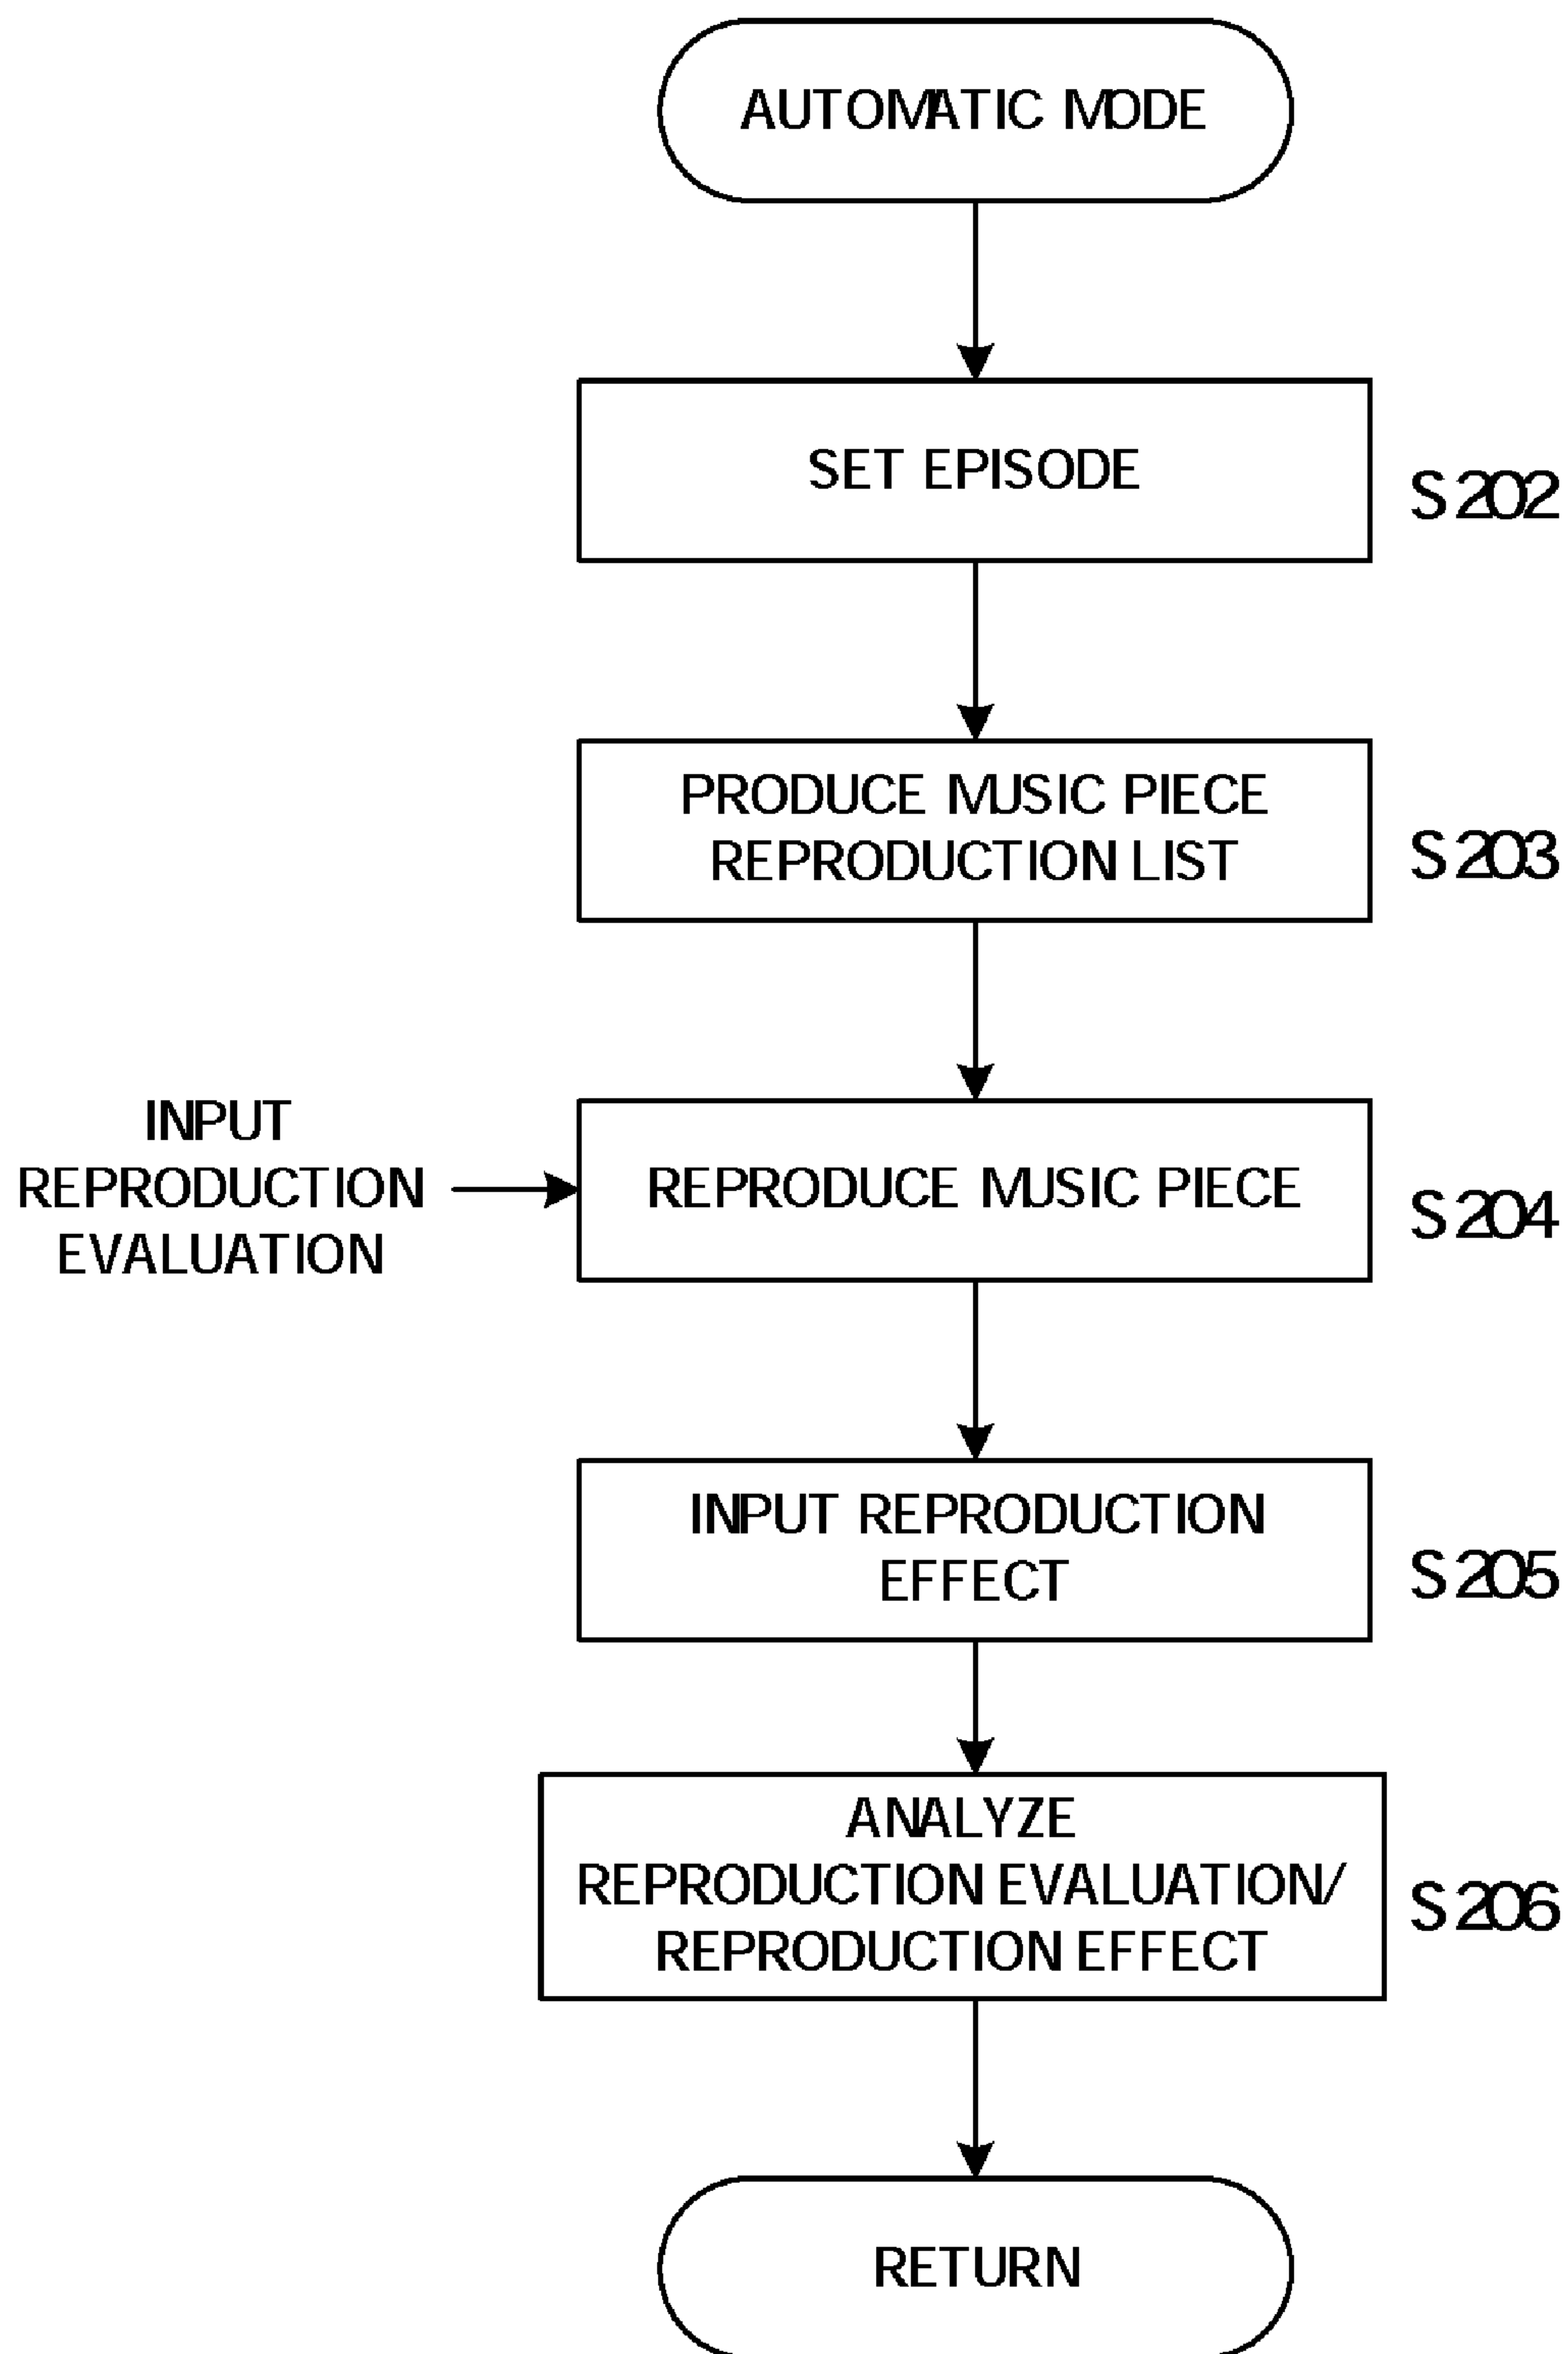 AUTOMATIC MODE
SET EPISODE
S202
PRODUCE MUSIC PIECE
REPRODUCTION LIST
S203
INPUT
REPRODUCTION
EVALUATION
REPRODUCE MUSIC PIECE
S204
INPUT REPRODUCTION
EFFECT
S205
ANALYZE
REPRODUCTION EVALUATION/
REPRODUCTION EFFECT
S206
RETURN